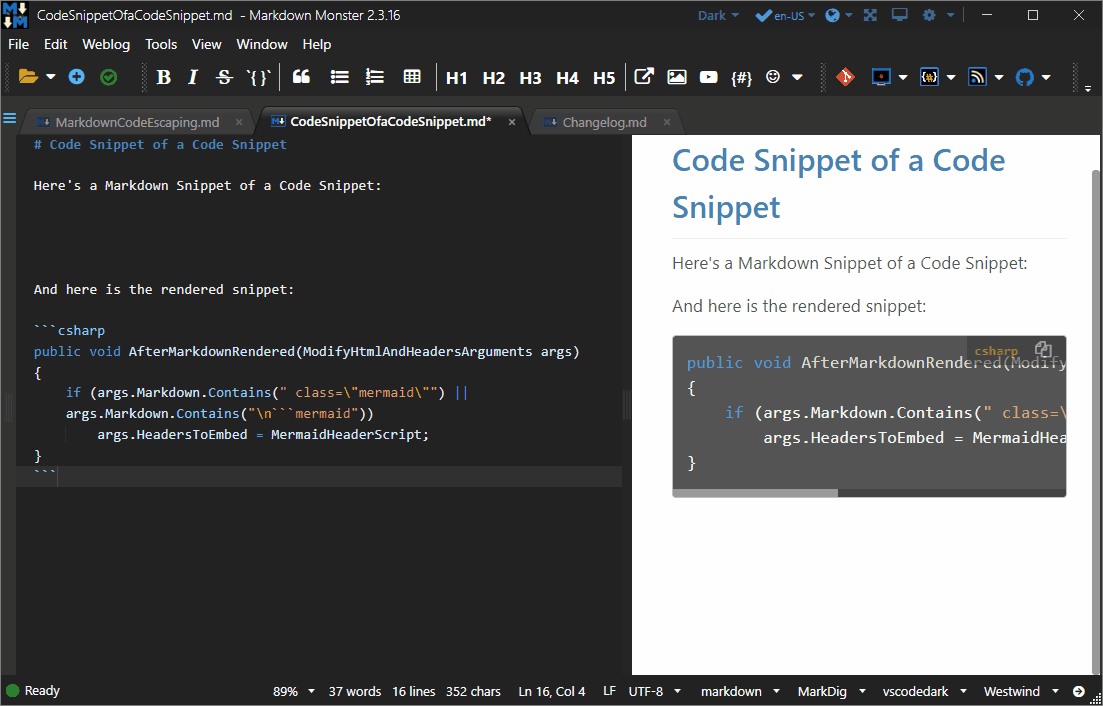 CodeSnippetOfaCodeSnippet.md - Markdown Monster 2.3.16
Dark en-US
File Edit Weblog Tools View Window Help
B I S `{}` H1 H2 H3 H4 H5 {#}
MarkdownCodeEscaping.md
CodeSnippetOfaCodeSnippet.md*
Changelog.md
# Code Snippet of a Code Snippet
Here's a Markdown Snippet of a Code Snippet:
And here is the rendered snippet:
```csharp
public void AfterMarkdownRendered(ModifyHtmlAndHeadersArguments args)
{
    if (args.Markdown.Contains(" class=\"mermaid\"") ||
    args.Markdown.Contains("\n```mermaid"))
        args.HeadersToEmbed = MermaidHeaderScript;
}
```
Code Snippet of a Code
Snippet
Here's a Markdown Snippet of a Code Snippet:
And here is the rendered snippet:
csharp
public void AfterMarkdownRendered(Modify
{
    if (args.Markdown.Contains(" class=\
        args.HeadersToEmbed = MermaidHea
}
Ready 89% 37 words 16 lines 352 chars Ln 16, Col 4 LF UTF-8 markdown MarkDig vscodedark Westwind